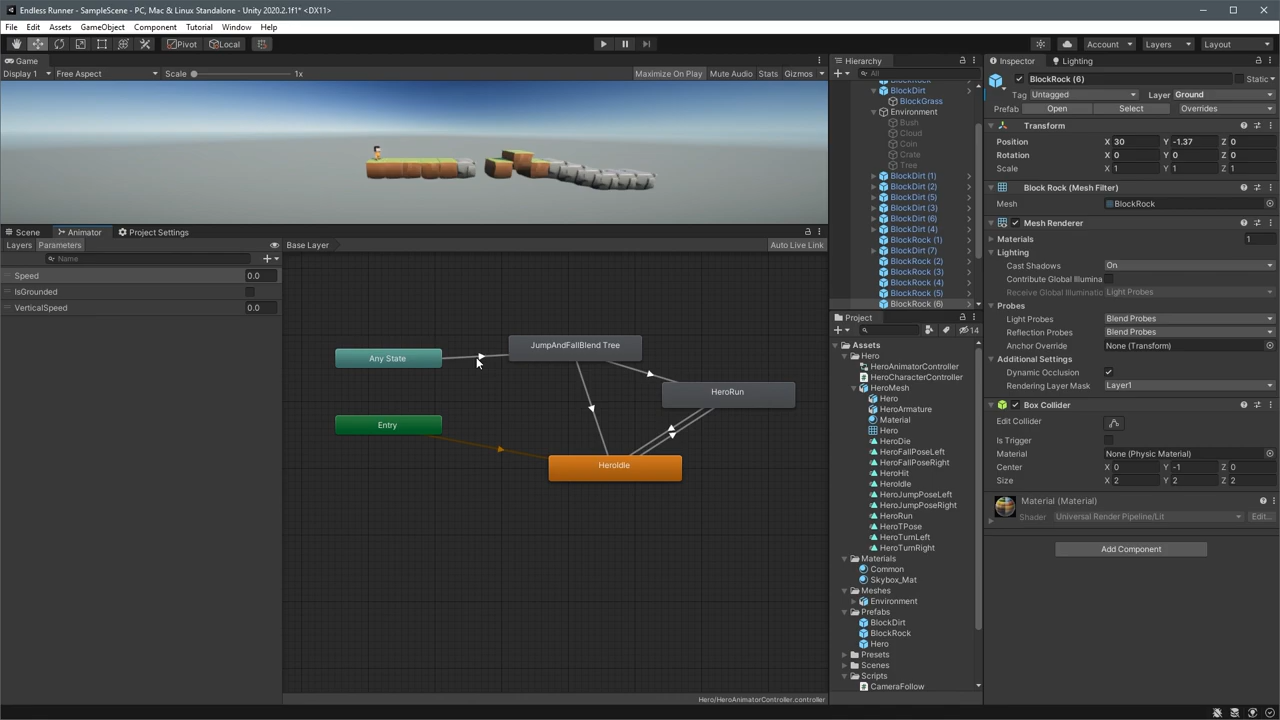 Endless Runner - SampleScene - PC, Mac & Linux Standalone - Unity 2020.2.1f1* <DX11>
File Edit Assets GameObject Component Tutorial Window Help
Pivot Local Account Layers Layout
Game
Display 1 Free Aspect Scale 1x Maximize On Play Mute Audio Stats Gizmos
Scene Animator Project Settings
Layers Parameters Base Layer Auto Live Link
Name
Speed 0.0
IsGrounded
VerticalSpeed 0.0
Any State
JumpAndFallBlend Tree
HeroRun
Entry
HeroIdle
Hero/HeroAnimatorController.controller
Hierarchy
All
BlockDirt
BlockGrass
Environment
Bush
Cloud
Coin
Crate
Tree
BlockDirt (1)
BlockDirt (2)
BlockDirt (5)
BlockDirt (3)
BlockDirt (6)
BlockDirt (4)
BlockRock (1)
BlockDirt (7)
BlockRock (2)
BlockRock (3)
BlockRock (4)
BlockRock (5)
BlockRock (6)
Project
14
Assets
Hero
HeroAnimatorController
HeroCharacterController
HeroMesh
Hero
HeroArmature
Material
Hero
HeroDie
HeroFallPoseLeft
HeroFallPoseRight
HeroHit
HeroIdle
HeroJumpPoseLeft
HeroJumpPoseRight
HeroRun
HeroTPose
HeroTurnLeft
HeroTurnRight
Materials
Common
Skybox_Mat
Meshes
Environment
Prefabs
BlockDirt
BlockRock
Hero
Presets
Scenes
Scripts
CameraFollow
Inspector Lighting
BlockRock (6) Static
Tag Untagged Layer Ground
Prefab Open Select Overrides
Transform
Position X 30 Y -1.37 Z 0
Rotation X 0 Y 0 Z 0
Scale X 1 Y 1 Z 1
Block Rock (Mesh Filter)
Mesh BlockRock
Mesh Renderer
Materials 1
Lighting
Cast Shadows On
Contribute Global Illumina
Receive Global Illuminatic Light Probes
Probes
Light Probes Blend Probes
Reflection Probes Blend Probes
Anchor Override None (Transform)
Additional Settings
Dynamic Occlusion
Rendering Layer Mask Layer1
Box Collider
Edit Collider
Is Trigger
Material None (Physic Material)
Center X 0 Y -1 Z 0
Size X 2 Y 2 Z 2
Material (Material)
Shader Universal Render Pipeline/Lit Edit...
Add Component